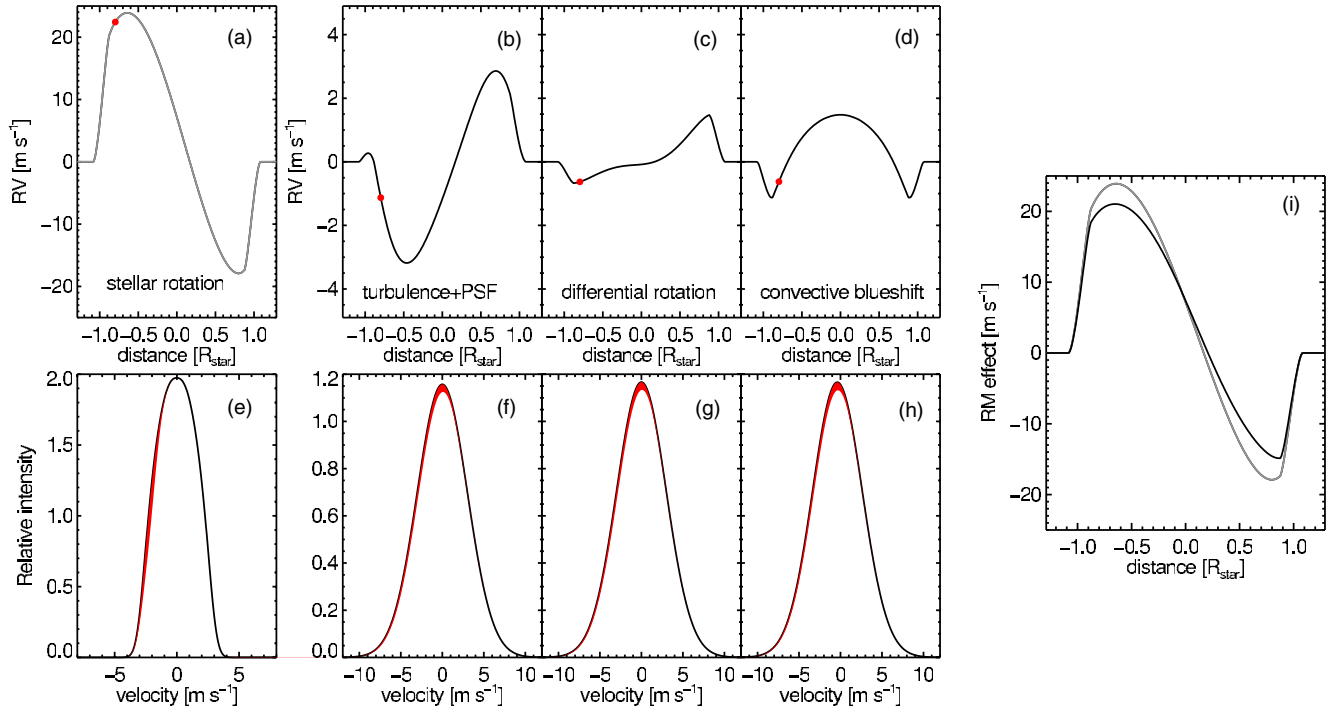 (a)
20
10
0
−10
−20
RV [m s⁻¹]
stellar rotation
−1.0 −0.5 0.0 0.5 1.0
distance [Rstar]
(b)
4
2
0
−2
−4
RV [m s⁻¹]
turbulence+PSF
−1.0 −0.5 0.0 0.5 1.0
distance [Rstar]
(c)
differential rotation
−1.0 −0.5 0.0 0.5 1.0
distance [Rstar]
(d)
convective blueshift
−1.0 −0.5 0.0 0.5 1.0
distance [Rstar]
(e)
2.0
1.5
1.0
0.5
0.0
Relative intensity
−5 0 5
velocity [m s⁻¹]
(f)
1.2
1.0
0.8
0.6
0.4
0.2
0.0
−10 −5 0 5 10
velocity [m s⁻¹]
(g)
−10 −5 0 5 10
velocity [m s⁻¹]
(h)
−10 −5 0 5 10
velocity [m s⁻¹]
(i)
20
10
0
−10
−20
RM effect [m s⁻¹]
−1.0 −0.5 0.0 0.5 1.0
distance [Rstar]